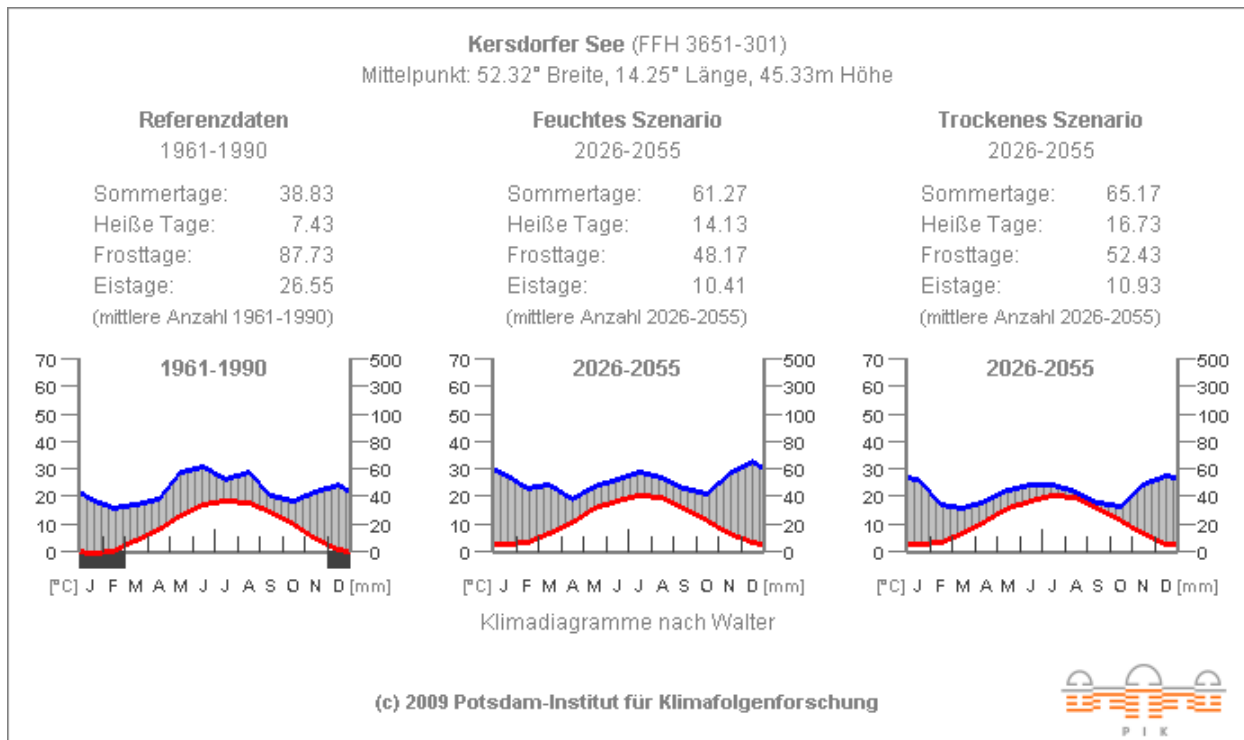 Kersdorfer See (FFH 3651-301)
Mittelpunkt: 52.32° Breite, 14.25° Länge, 45.33m Höhe
Referenzdaten
1961-1990
Sommertage: 38.83
Heiße Tage: 7.43
Frosttage: 87.73
Eistage: 26.55
(mittlere Anzahl 1961-1990)
Feuchtes Szenario
2026-2055
Sommertage: 61.27
Heiße Tage: 14.13
Frosttage: 48.17
Eistage: 10.41
(mittlere Anzahl 2026-2055)
Trockenes Szenario
2026-2055
Sommertage: 65.17
Heiße Tage: 16.73
Frosttage: 52.43
Eistage: 10.93
(mittlere Anzahl 2026-2055)
70 1961-1990 500
60 300
50 100
40 80
30 60
20 40
10 20
0 0
[°C] J F M A M J J A S O N D [mm]
70 2026-2055 500
60 300
50 100
40 80
30 60
20 40
10 20
0 0
[°C] J F M A M J J A S O N D [mm]
70 2026-2055 500
60 300
50 100
40 80
30 60
20 40
10 20
0 0
[°C] J F M A M J J A S O N D [mm]
Klimadiagramme nach Walter
(c) 2009 Potsdam-Institut für Klimafolgenforschung
P I K